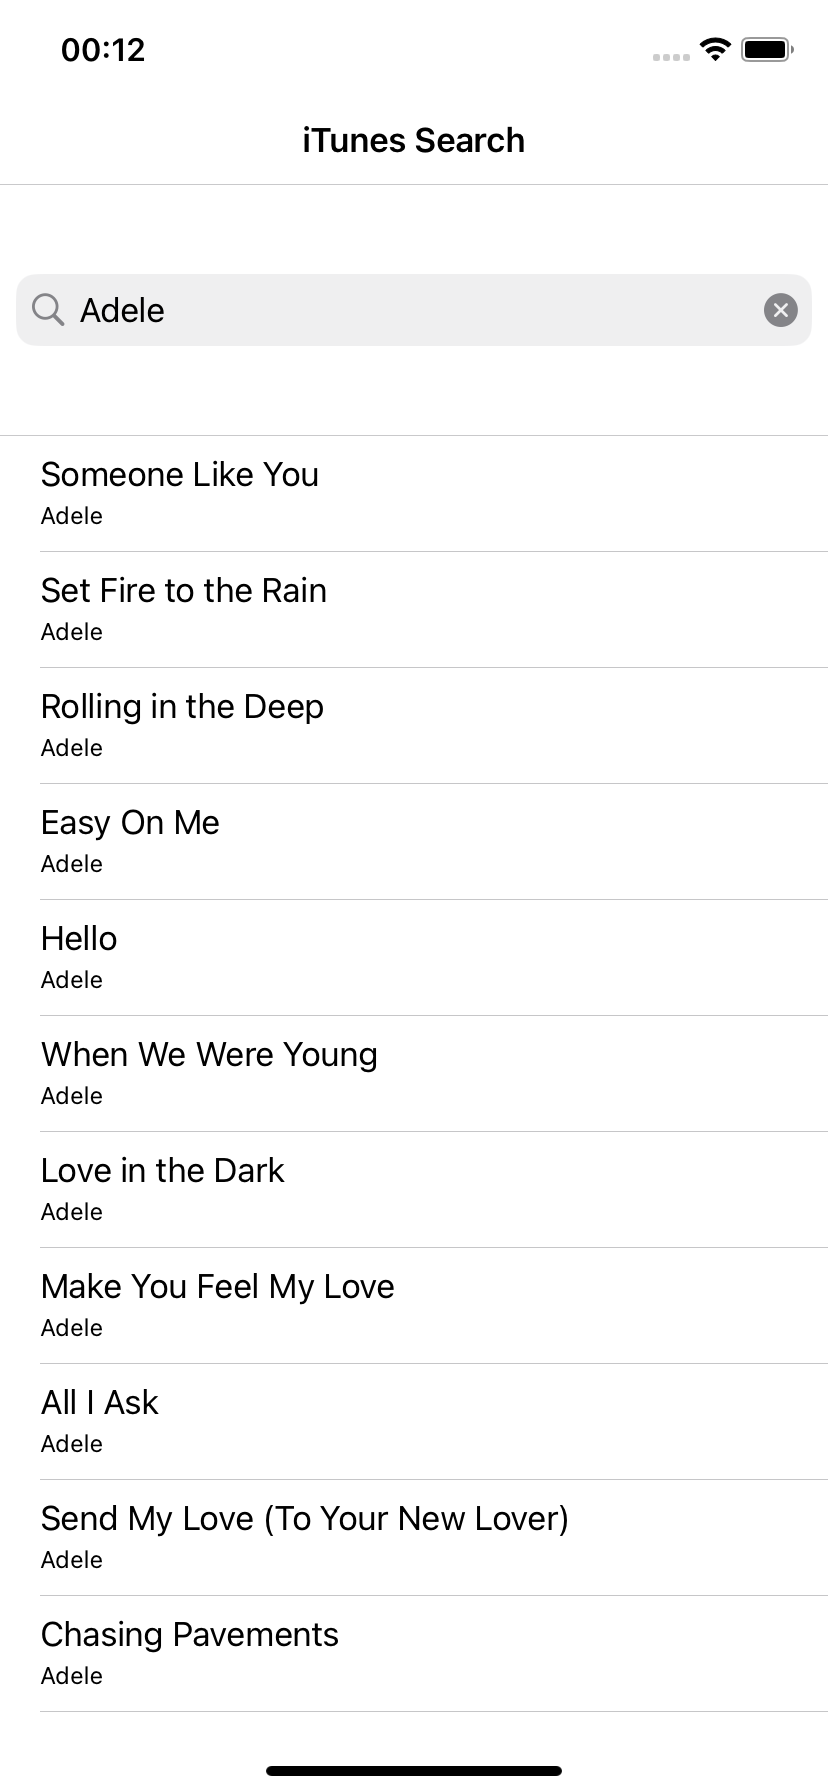 00:12
iTunes Search
Adele
Someone Like You
Adele
Set Fire to the Rain
Adele
Rolling in the Deep
Adele
Easy On Me
Adele
Hello
Adele
When We Were Young
Adele
Love in the Dark
Adele
Make You Feel My Love
Adele
All I Ask
Adele
Send My Love (To Your New Lover)
Adele
Chasing Pavements
Adele